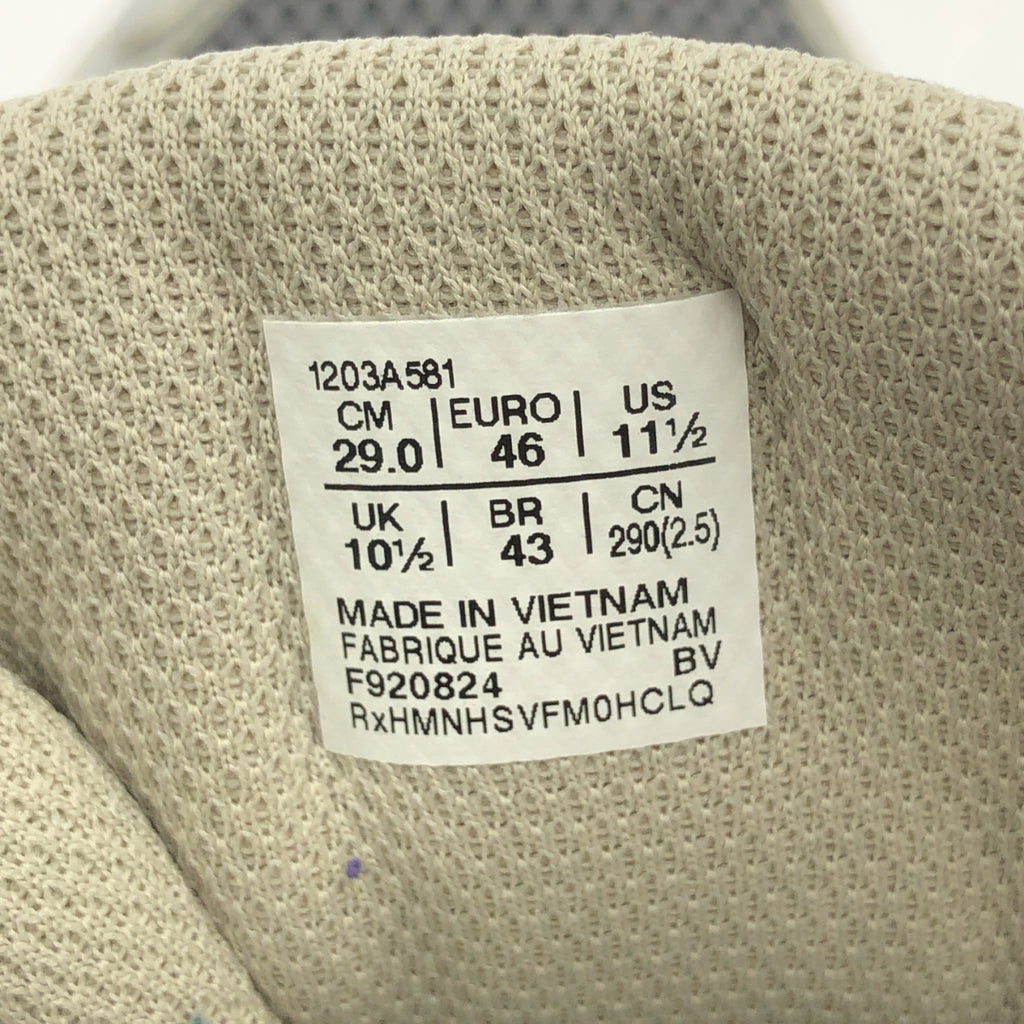 1203A581
CM | EURO | US
29.0 | 46 | 11½
UK | BR | CN
10½ | 43 | 290(2.5)
MADE IN VIETNAM
FABRIQUE AU VIETNAM
F920824 BV
RxHMNHSVFM0HCLQ